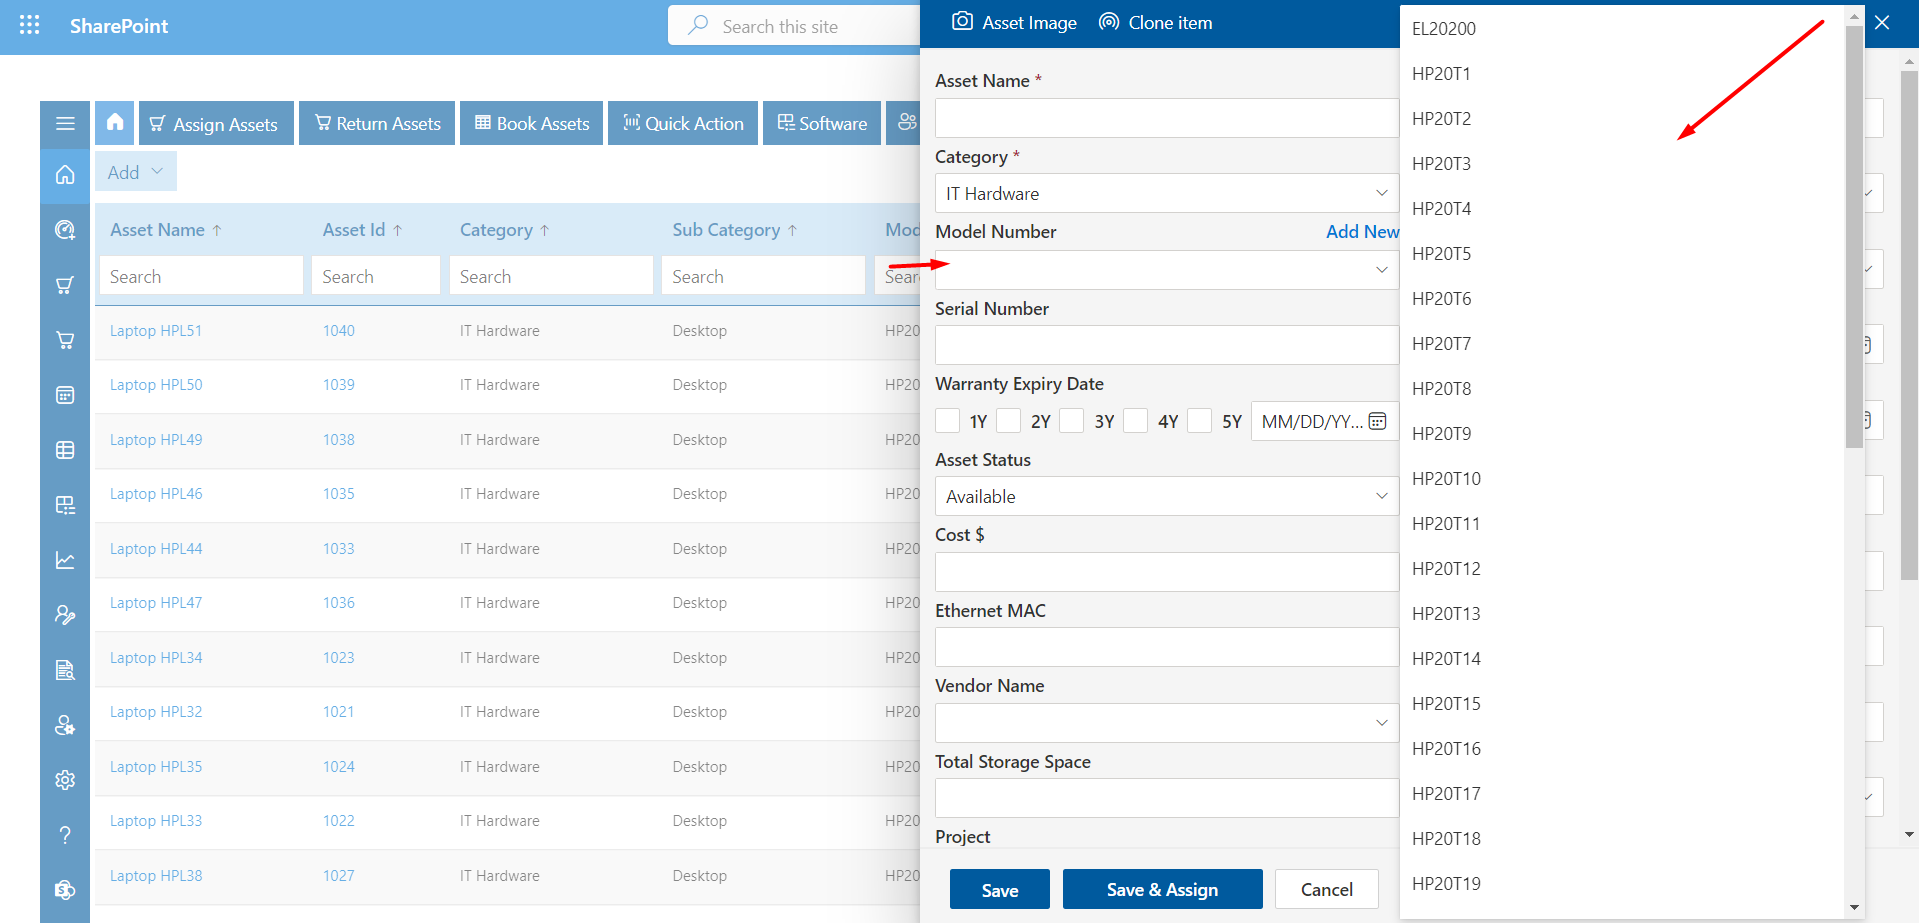 SharePoint
Search this site
Asset Image
Clone item
Assign Assets
Return Assets
Book Assets
Quick Action
Software
Add
Asset Name ↑
Asset Id ↑
Category ↑
Sub Category ↑
Mod
Search
Search
Search
Search
Sear
Laptop HPL51 1040 IT Hardware Desktop HP20
Laptop HPL50 1039 IT Hardware Desktop HP20
Laptop HPL49 1038 IT Hardware Desktop HP20
Laptop HPL46 1035 IT Hardware Desktop HP20
Laptop HPL44 1033 IT Hardware Desktop HP20
Laptop HPL47 1036 IT Hardware Desktop HP20
Laptop HPL34 1023 IT Hardware Desktop HP20
Laptop HPL32 1021 IT Hardware Desktop HP20
Laptop HPL35 1024 IT Hardware Desktop HP20
Laptop HPL33 1022 IT Hardware Desktop HP20
Laptop HPL38 1027 IT Hardware Desktop HP20
Asset Name *
Category *
IT Hardware
Model Number
Add New
Serial Number
Warranty Expiry Date
1Y 2Y 3Y 4Y 5Y MM/DD/YY...
Asset Status
Available
Cost $
Ethernet MAC
Vendor Name
Total Storage Space
Project
Save
Save & Assign
Cancel
EL20200
HP20T1
HP20T2
HP20T3
HP20T4
HP20T5
HP20T6
HP20T7
HP20T8
HP20T9
HP20T10
HP20T11
HP20T12
HP20T13
HP20T14
HP20T15
HP20T16
HP20T17
HP20T18
HP20T19